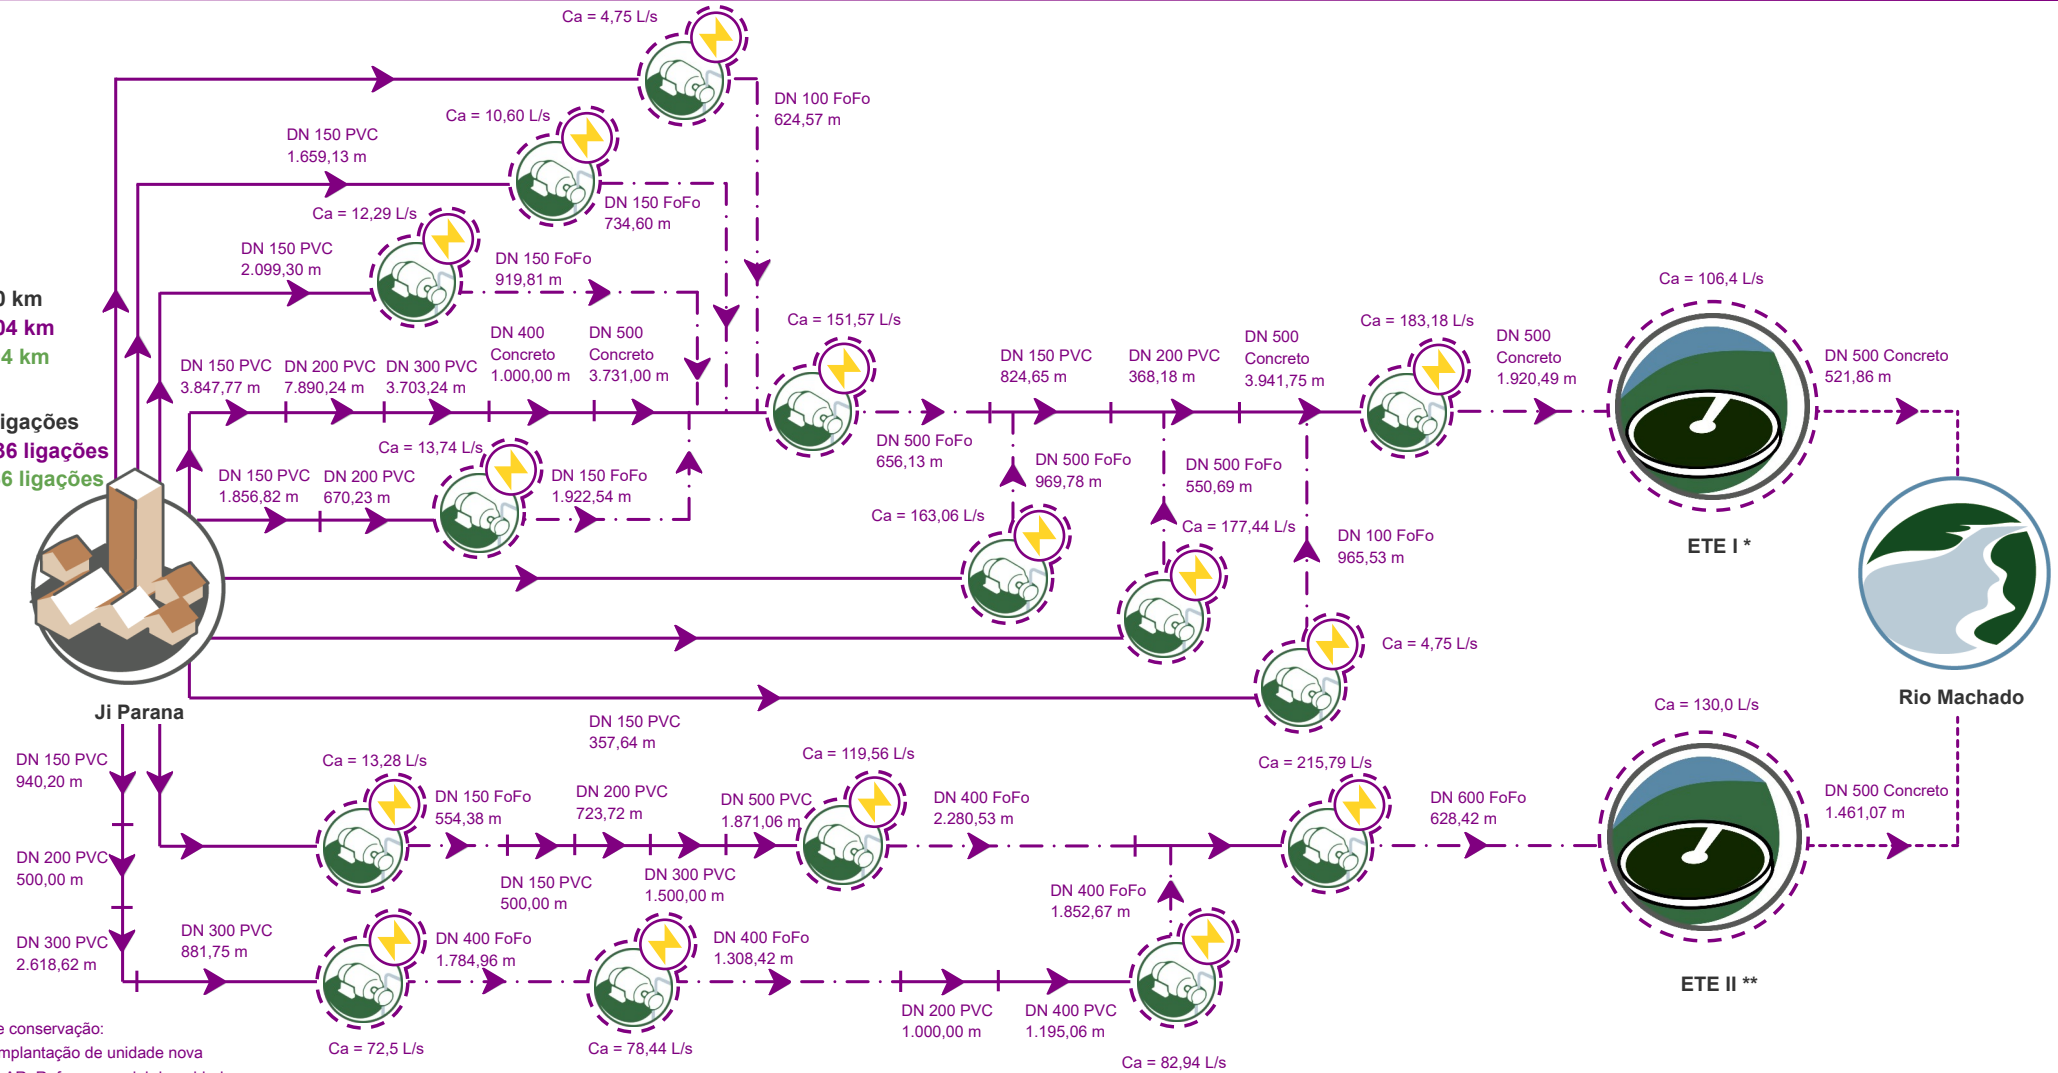 Ca = 4,75 L/s
DN 100 FoFo
624,57 m
Ca = 10,60 L/s
DN 150 PVC
1.659,13 m
DN 150 FoFo
734,60 m
Ca = 12,29 L/s
DN 150 PVC
2.099,30 m
DN 150 FoFo
919,81 m
0 km
04 km
4 km
ligações
36 ligações
6 ligações
DN 150 PVC
3.847,77 m
DN 200 PVC
7.890,24 m
DN 300 PVC
3.703,24 m
DN 400
Concreto
1.000,00 m
DN 500
Concreto
3.731,00 m
Ca = 151,57 L/s
DN 500 FoFo
656,13 m
DN 150 PVC
824,65 m
DN 200 PVC
368,18 m
DN 500
Concreto
3.941,75 m
Ca = 183,18 L/s
DN 500
Concreto
1.920,49 m
Ca = 106,4 L/s
ETE I *
DN 500 Concreto
521,86 m
DN 150 PVC
1.856,82 m
DN 200 PVC
670,23 m
Ca = 13,74 L/s
DN 150 FoFo
1.922,54 m
Ca = 163,06 L/s
DN 500 FoFo
969,78 m
Ca = 177,44 L/s
DN 500 FoFo
550,69 m
DN 100 FoFo
965,53 m
Ca = 4,75 L/s
DN 150 PVC
357,64 m
Rio Machado
Ji Parana
DN 150 PVC
940,20 m
DN 200 PVC
500,00 m
DN 300 PVC
2.618,62 m
Ca = 13,28 L/s
DN 150 FoFo
554,38 m
DN 150 PVC
500,00 m
DN 200 PVC
723,72 m
DN 300 PVC
1.500,00 m
DN 500 PVC
1.871,06 m
Ca = 119,56 L/s
DN 400 FoFo
2.280,53 m
Ca = 215,79 L/s
DN 600 FoFo
628,42 m
Ca = 130,0 L/s
ETE II **
DN 500 Concreto
1.461,07 m
DN 300 PVC
881,75 m
Ca = 72,5 L/s
DN 400 FoFo
1.784,96 m
Ca = 78,44 L/s
DN 400 FoFo
1.308,42 m
DN 200 PVC
1.000,00 m
DN 400 PVC
1.195,06 m
Ca = 82,94 L/s
DN 400 FoFo
1.852,67 m
e conservação:
mplantação de unidade nova